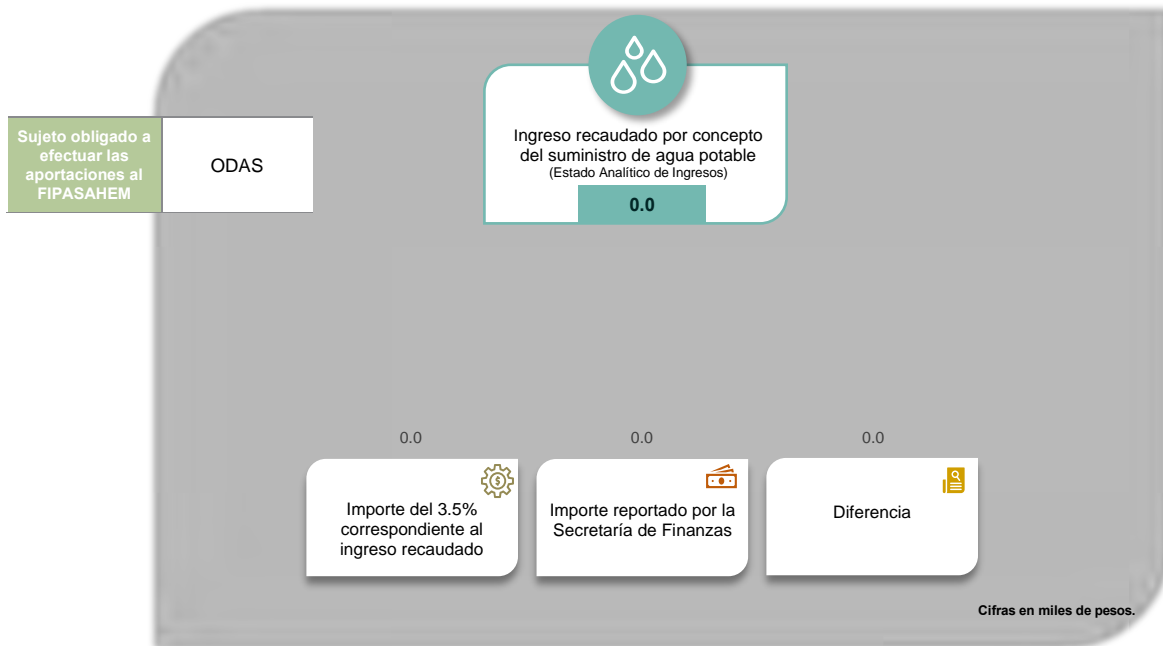 Sujeto obligado a
efectuar las
aportaciones al
FIPASAHEM
ODAS
Ingreso recaudado por concepto
del suministro de agua potable
(Estado Analítico de Ingresos)
0.0
0.0
0.0
0.0
Importe del 3.5%
correspondiente al
ingreso recaudado
Importe reportado por la
Secretaría de Finanzas
Diferencia
Cifras en miles de pesos.